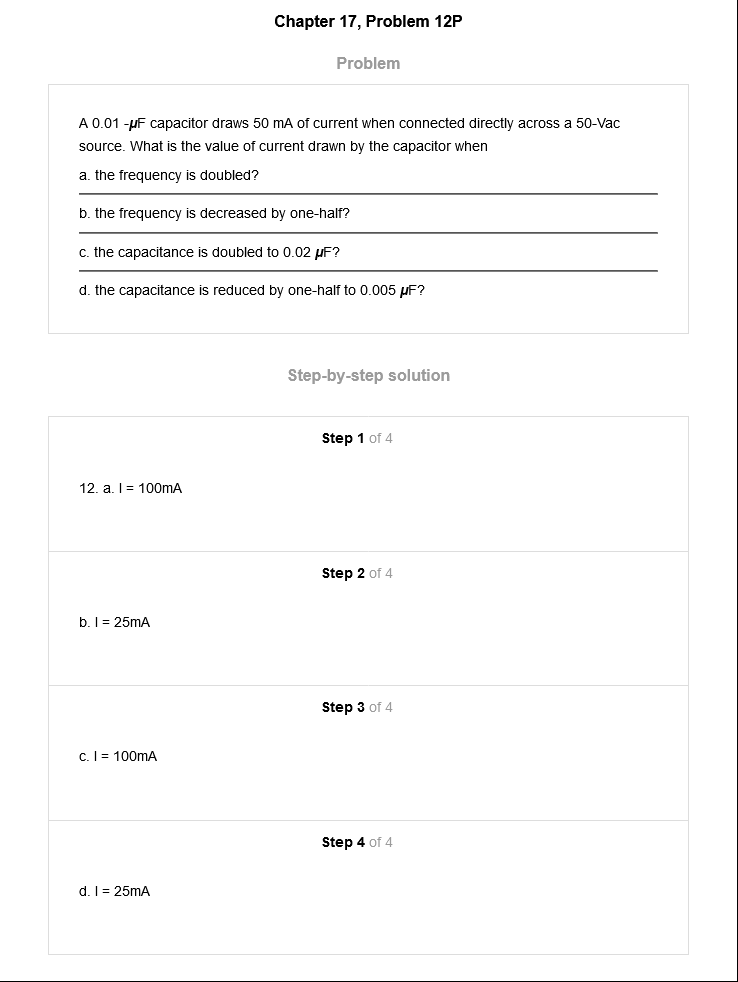 Chapter 17, Problem 12P
Problem
A 0.01 -μF capacitor draws 50 mA of current when connected directly across a 50-Vac
source. What is the value of current drawn by the capacitor when
a. the frequency is doubled?
b. the frequency is decreased by one-half?
c. the capacitance is doubled to 0.02 μF?
d. the capacitance is reduced by one-half to 0.005 μF?
Step-by-step solution
Step 1 of 4
12. a. I = 100mA
Step 2 of 4
b. I = 25mA
Step 3 of 4
c. I = 100mA
Step 4 of 4
d. I = 25mA